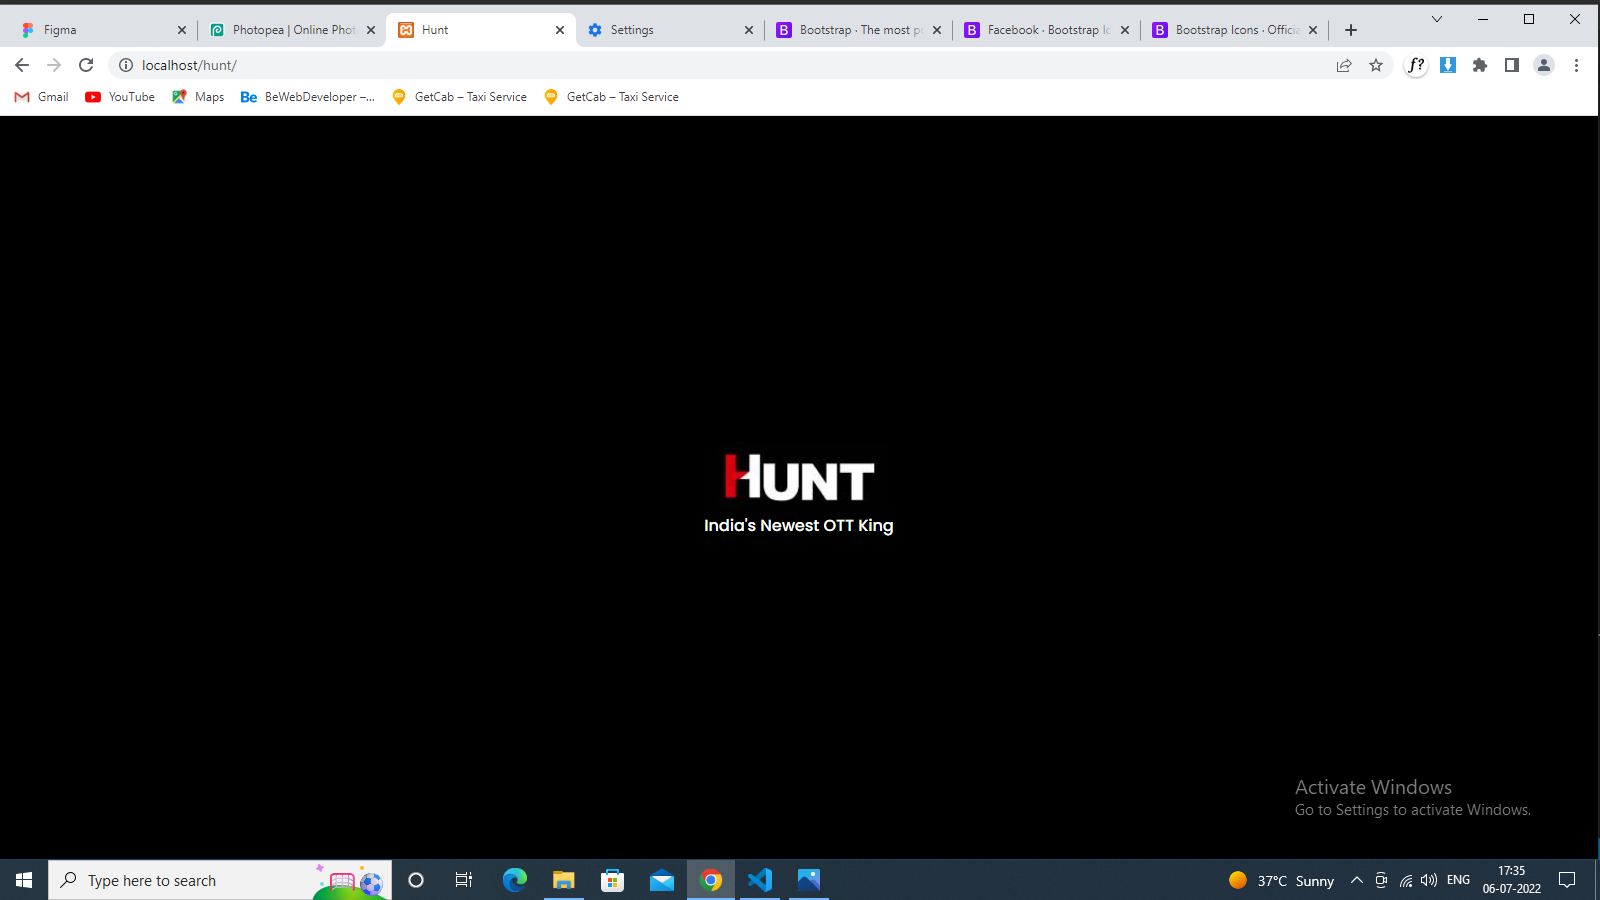 Figma
Photopea | Online Phot
Hunt
Settings
Bootstrap · The most p
Facebook · Bootstrap Ic
Bootstrap Icons · Officia
localhost/hunt/
f?
Gmail
YouTube
Maps
Be BeWebDeveloper –...
GetCab – Taxi Service
GetCab – Taxi Service
HUNT
India's Newest OTT King
Activate Windows
Go to Settings to activate Windows.
Type here to search
37°C Sunny
ENG
17:35
06-07-2022